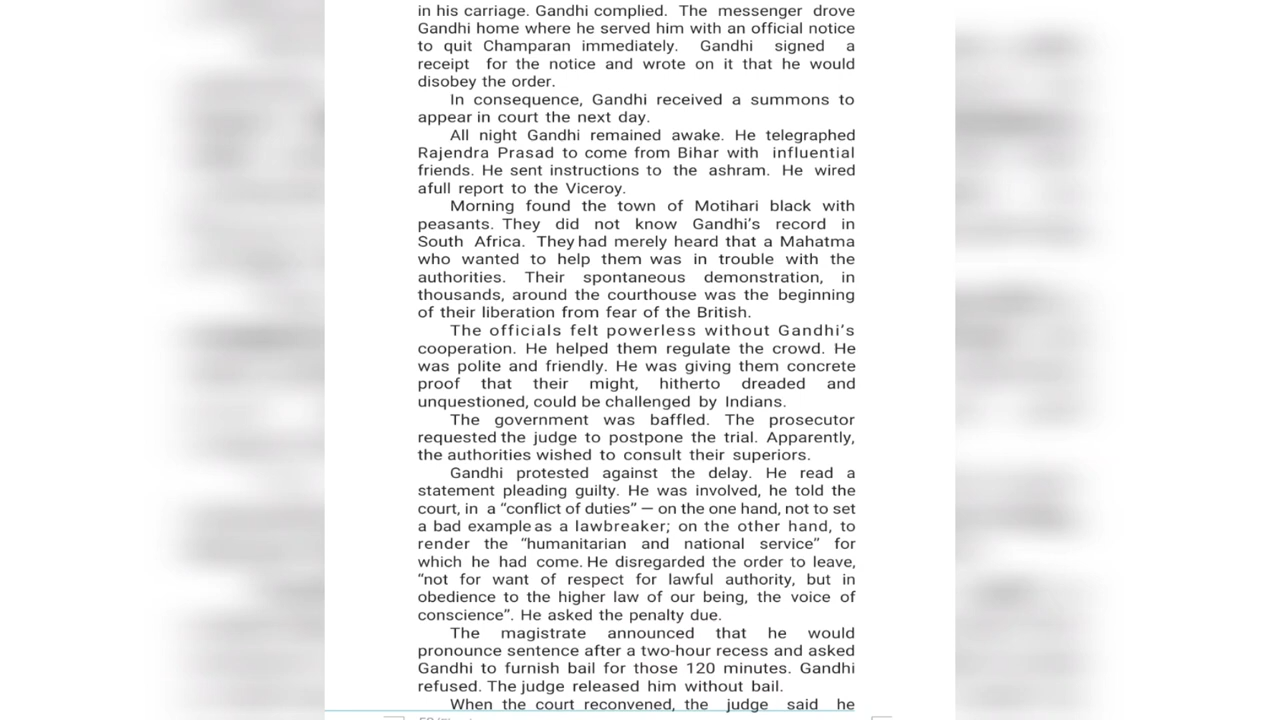 in his carriage. Gandhi complied. The messenger drove
Gandhi home where he served him with an official notice
to quit Champaran immediately. Gandhi signed a
receipt for the notice and wrote on it that he would
disobey the order.
In consequence, Gandhi received a summons to
appear in court the next day.
All night Gandhi remained awake. He telegraphed
Rajendra Prasad to come from Bihar with influential
friends. He sent instructions to the ashram. He wired
afull report to the Viceroy.
Morning found the town of Motihari black with
peasants. They did not know Gandhi's record in
South Africa. They had merely heard that a Mahatma
who wanted to help them was in trouble with the
authorities. Their spontaneous demonstration, in
thousands, around the courthouse was the beginning
of their liberation from fear of the British.
The officials felt powerless without Gandhi's
cooperation. He helped them regulate the crowd. He
was polite and friendly. He was giving them concrete
proof that their might, hitherto dreaded and
unquestioned, could be challenged by Indians.
The government was baffled. The prosecutor
requested the judge to postpone the trial. Apparently,
the authorities wished to consult their superiors.
Gandhi protested against the delay. He read a
statement pleading guilty. He was involved, he told the
court, in a “conflict of duties” — on the one hand, not to set
a bad example as a lawbreaker; on the other hand, to
render the “humanitarian and national service” for
which he had come. He disregarded the order to leave,
“not for want of respect for lawful authority, but in
obedience to the higher law of our being, the voice of
conscience”. He asked the penalty due.
The magistrate announced that he would
pronounce sentence after a two-hour recess and asked
Gandhi to furnish bail for those 120 minutes. Gandhi
refused. The judge released him without bail.
When the court reconvened, the judge said he